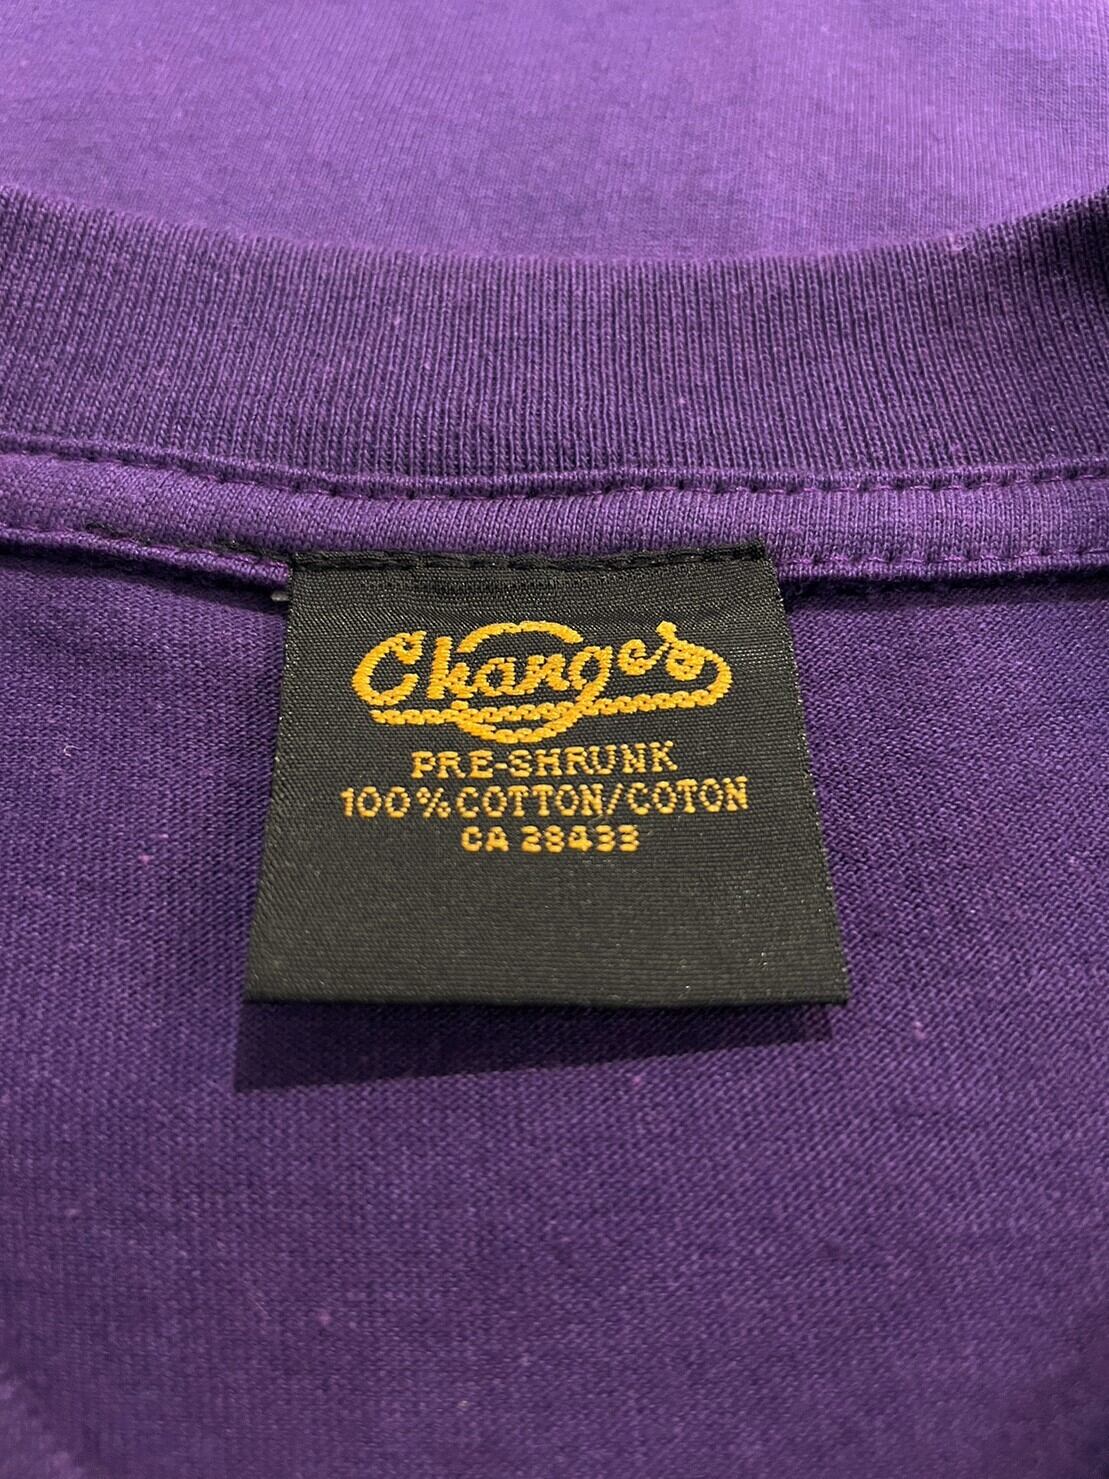 Changes
PRE-SHRUNK
100% COTTON/COTON
CA 28433